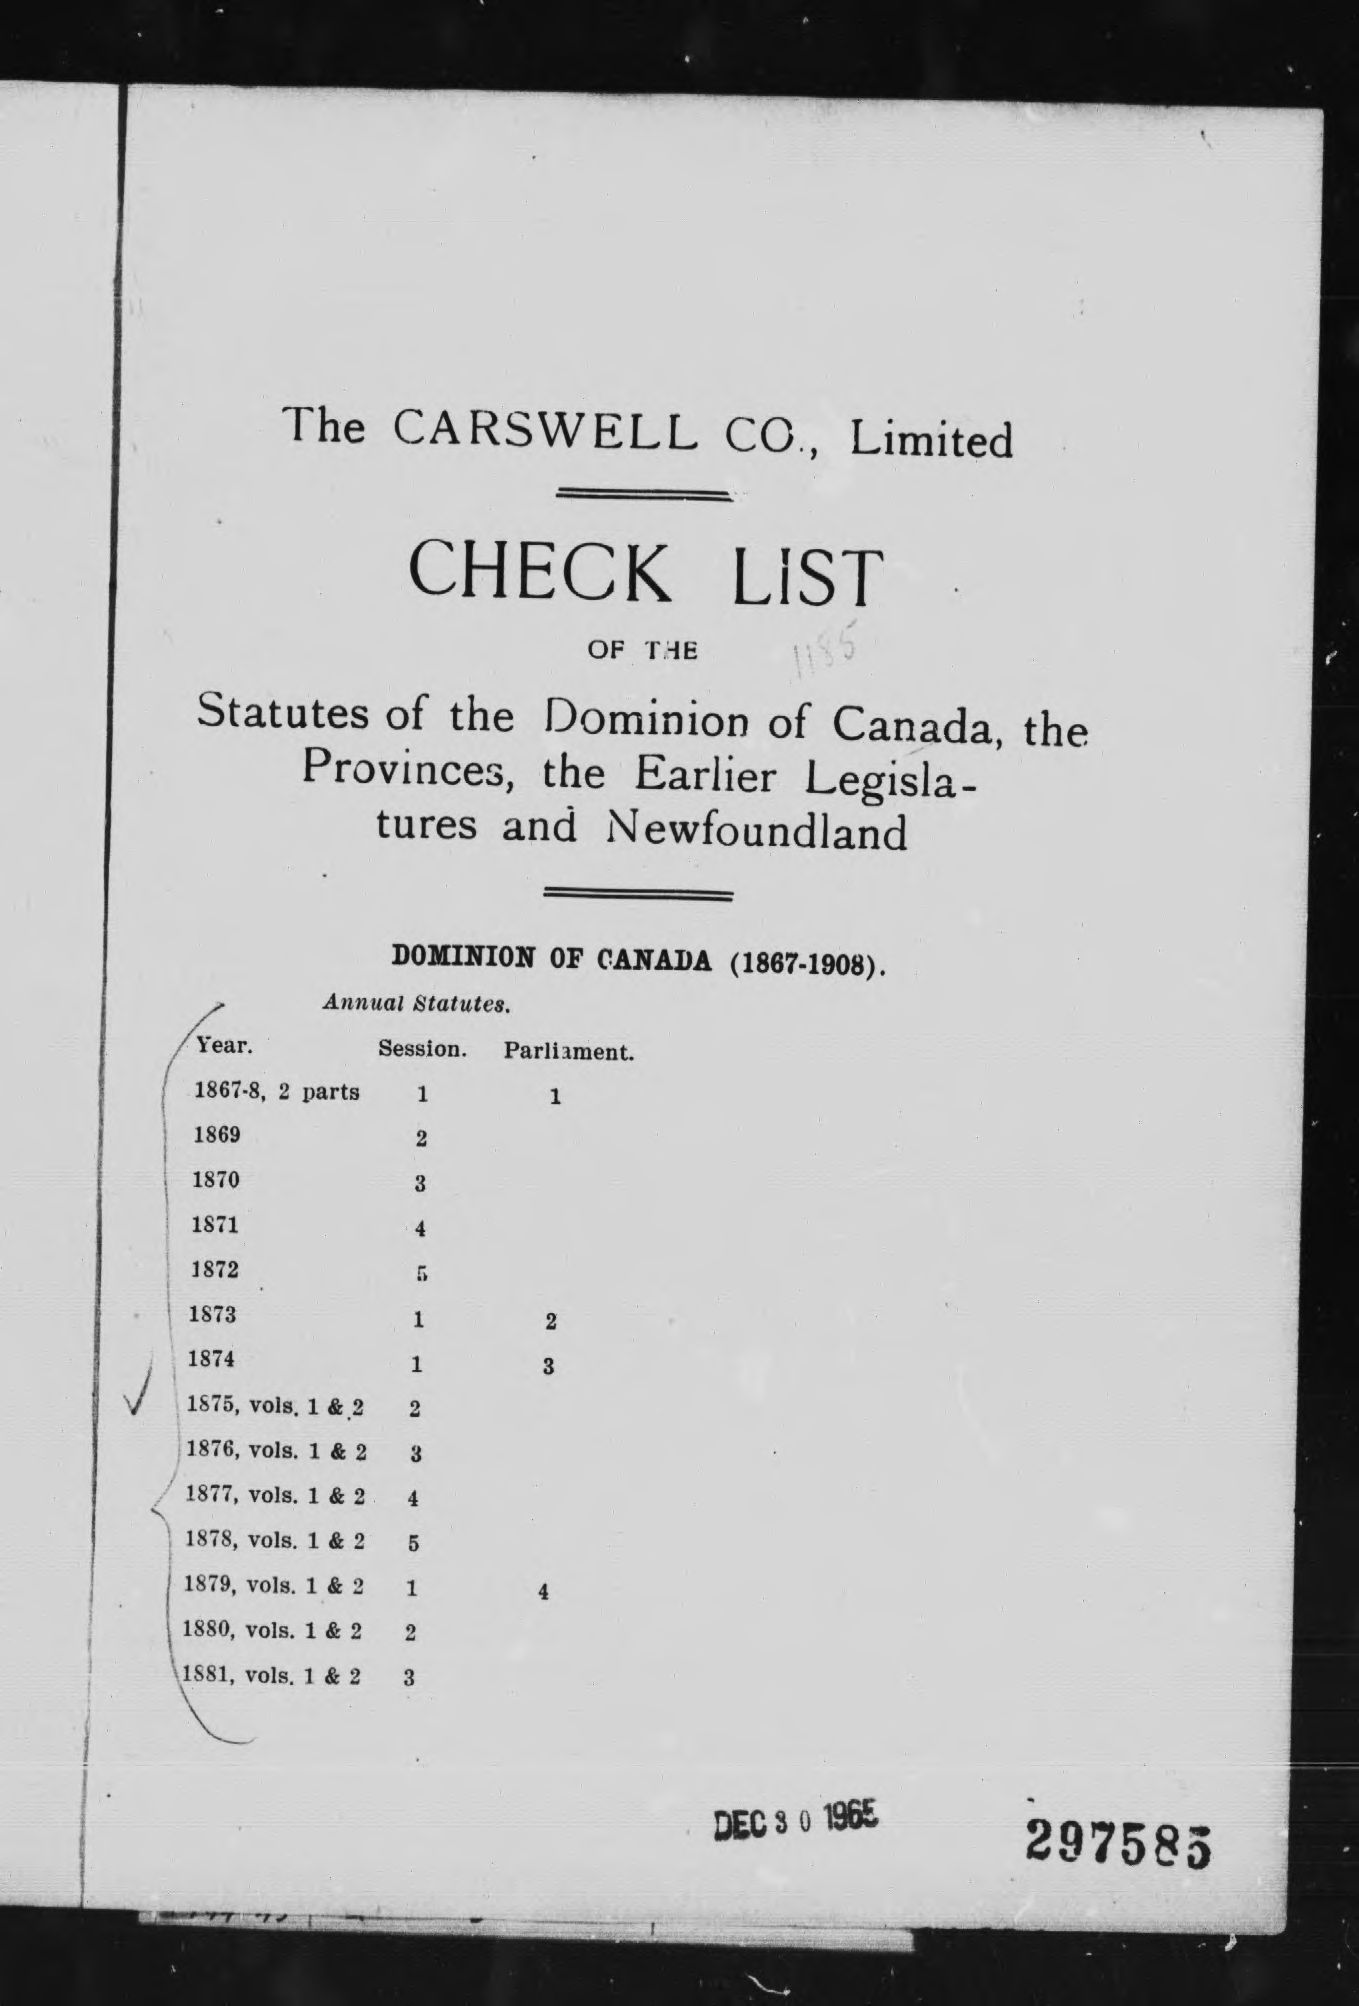 The CARSWELL CO., Limited
CHECK LIST
OF THE
1185
Statutes of the Dominion of Canada, the
Provinces, the Earlier Legisla-
tures and Newfoundland
DOMINION OF CANADA (1867-1908).
Annual Statutes.
Year. Session. Parliament.
1867-8, 2 parts 1 1
1869 2
1870 3
1871 4
1872 5
1873 1 2
1874 1 3
1875, vols. 1 & 2 2
1876, vols. 1 & 2 3
1877, vols. 1 & 2 4
1878, vols. 1 & 2 5
1879, vols. 1 & 2 1 4
1880, vols. 1 & 2 2
1881, vols. 1 & 2 3
DEC 30 1965
297585